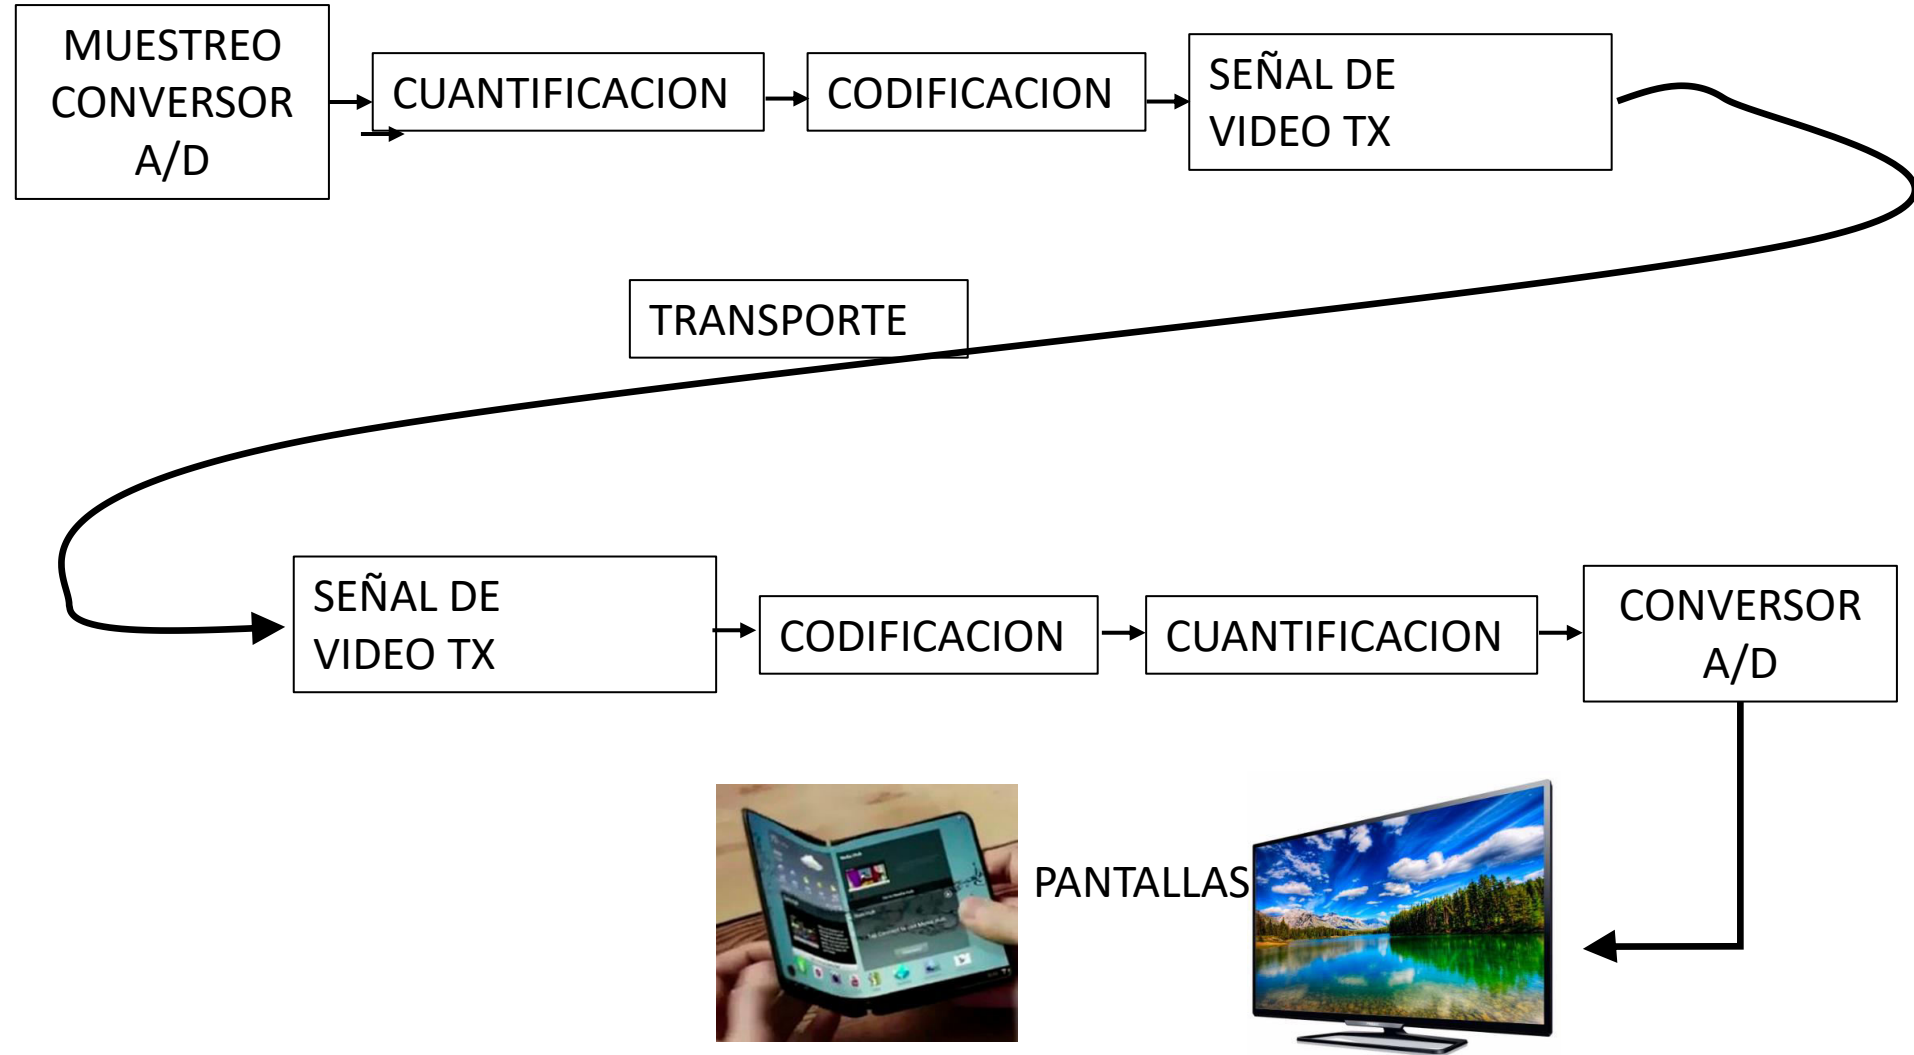 MUESTREO
CONVERSOR
A/D
CUANTIFICACION
CODIFICACION
SEÑAL DE
VIDEO TX
TRANSPORTE
SEÑAL DE
VIDEO TX
CODIFICACION
CUANTIFICACION
CONVERSOR
A/D
PANTALLAS